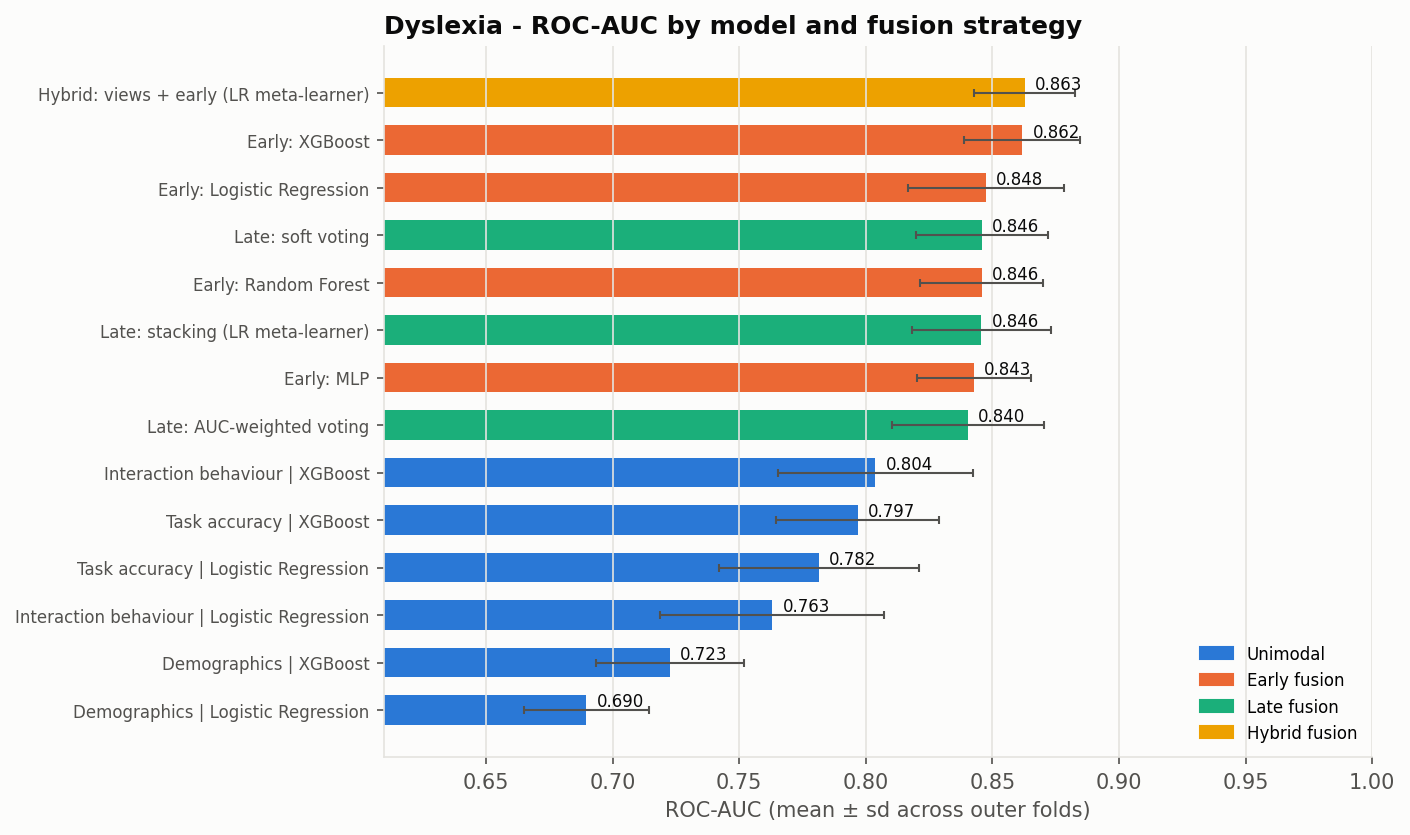 Dyslexia - ROC-AUC by model and fusion strategy
Hybrid: views + early (LR meta-learner) 0.863
Early: XGBoost 0.862
Early: Logistic Regression 0.848
Late: soft voting 0.846
Early: Random Forest 0.846
Late: stacking (LR meta-learner) 0.846
Early: MLP 0.843
Late: AUC-weighted voting 0.840
Interaction behaviour | XGBoost 0.804
Task accuracy | XGBoost 0.797
Task accuracy | Logistic Regression 0.782
Interaction behaviour | Logistic Regression 0.763
Demographics | XGBoost 0.723
Demographics | Logistic Regression 0.690
Unimodal
Early fusion
Late fusion
Hybrid fusion
0.65 0.70 0.75 0.80 0.85 0.90 0.95 1.00
ROC-AUC (mean ± sd across outer folds)